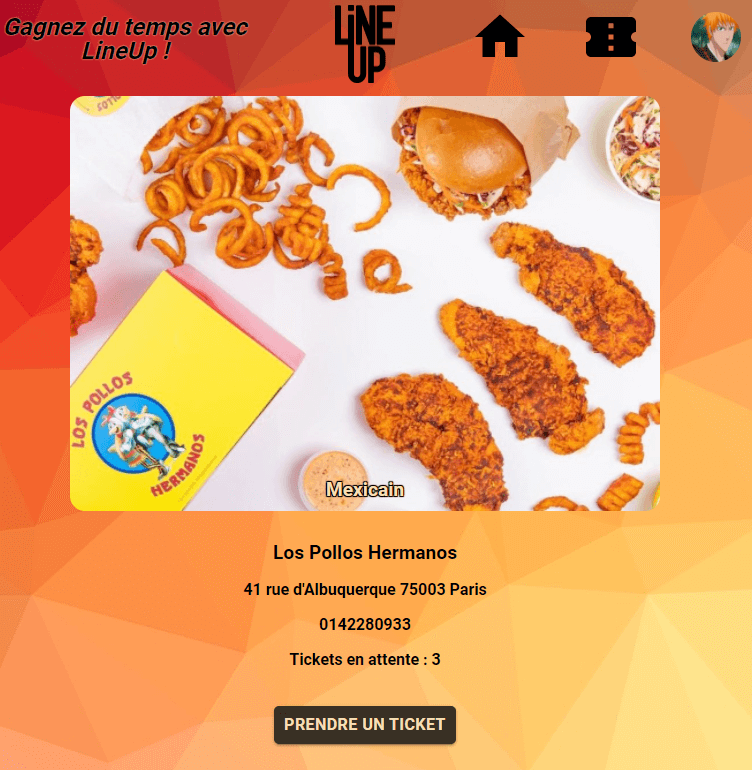 Gagnez du temps avec
LineUp !
LiNE
UP
LOS POLLOS
HERMANOS
Mexicain
Los Pollos Hermanos
41 rue d'Albuquerque 75003 Paris
0142280933
Tickets en attente : 3
PRENDRE UN TICKET